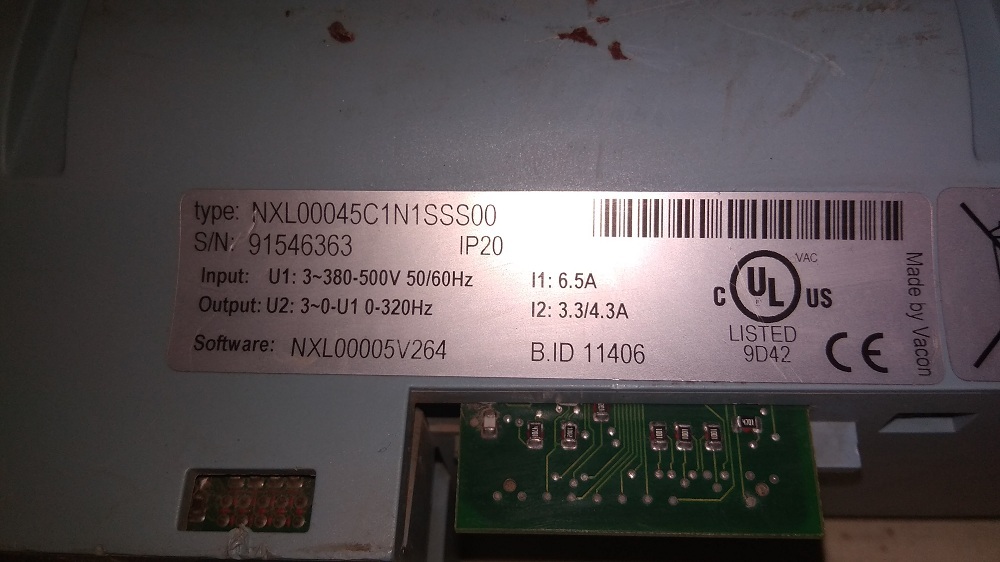 type: NXL00045C1N1SSS00
S/N: 91546363 IP20
Input: U1: 3~380-500V 50/60Hz I1: 6.5A
Output: U2: 3~0-U1 0-320Hz I2: 3.3/4.3A
Software: NXL00005V264 B.ID 11406
VAC
C UL US
LISTED
9D42
CE
Made by Vacon